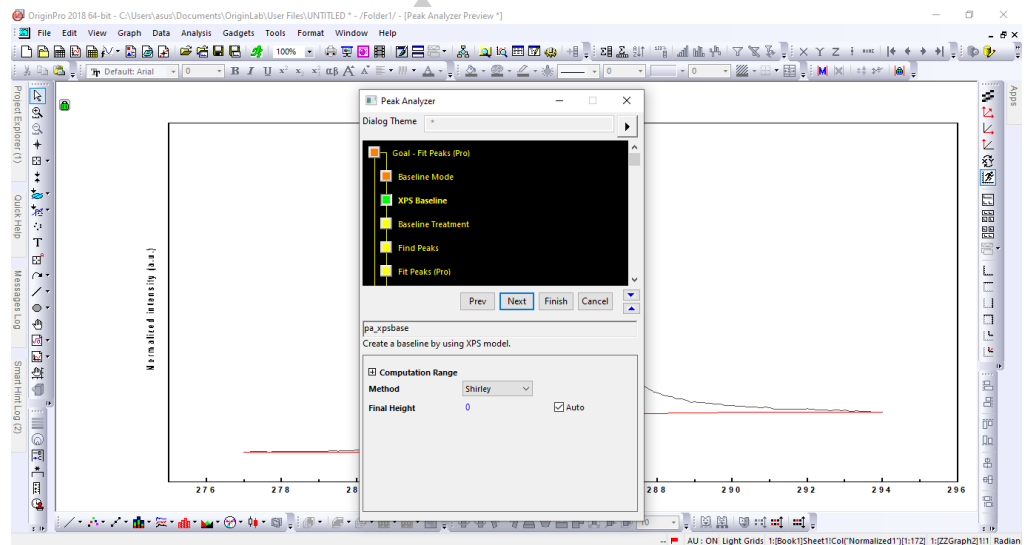 OriginPro 2018 64-bit - C:\Users\asus\Documents\OriginLab\User Files\UNTITLED * - /Folder1/ - [Peak Analyzer Preview *]
File Edit View Graph Data Analysis Gadgets Tools Format Window Help
100%
X Y Z
Default: Arial 0 B I U αβ A A 0 0
Project Explorer (1)
Quick Help
Messages Log
Smart Hint Log (2)
Apps
Peak Analyzer
Dialog Theme *
Goal - Fit Peaks (Pro)
Baseline Mode
XPS Baseline
Baseline Treatment
Find Peaks
Fit Peaks (Pro)
Prev Next Finish Cancel
pa_xpsbase
Create a baseline by using XPS model.
Computation Range
Method Shirley
Final Height 0 Auto
Normalized intensity (a.u.)
276 278 28 288 290 292 294 296
10
-- AU : ON Light Grids 1:[Book1]Sheet1!Col("Normalized1")[1:172] 1:[ZZGraph2]1!1 Radian